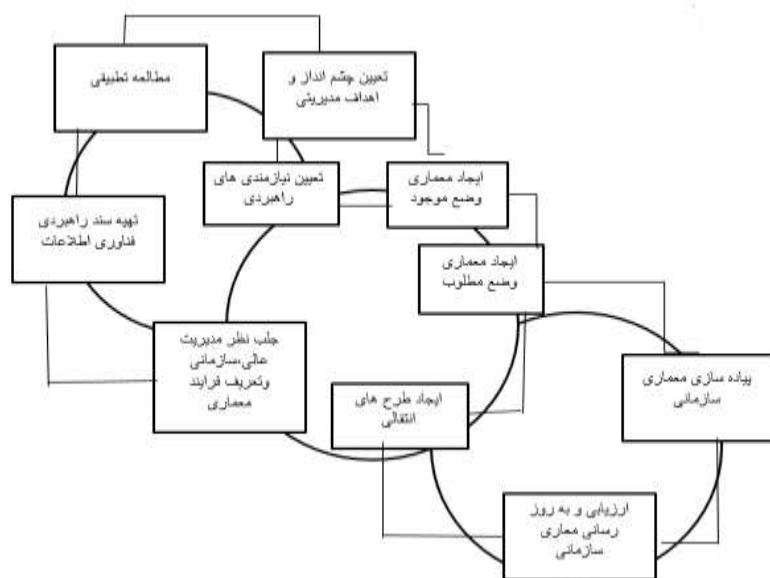 مطالعه تطبیقی
تعیین چشم انداز و
اهداف مدیریتی
تعیین نیازمندی های
راهبردی
ایجاد معماری
وضع موجود
تهیه سند راهبردی
فناوری اطلاعات
ایجاد معماری
وضع مطلوب
جلب نظر مدیریت
عالی،سازمانی
وتعریف فرایند
معماری
ایجاد طرح های
انتقالی
پیاده سازی معماری
سازمانی
ارزیابی و به روز
رسانی معاری
سازمانی